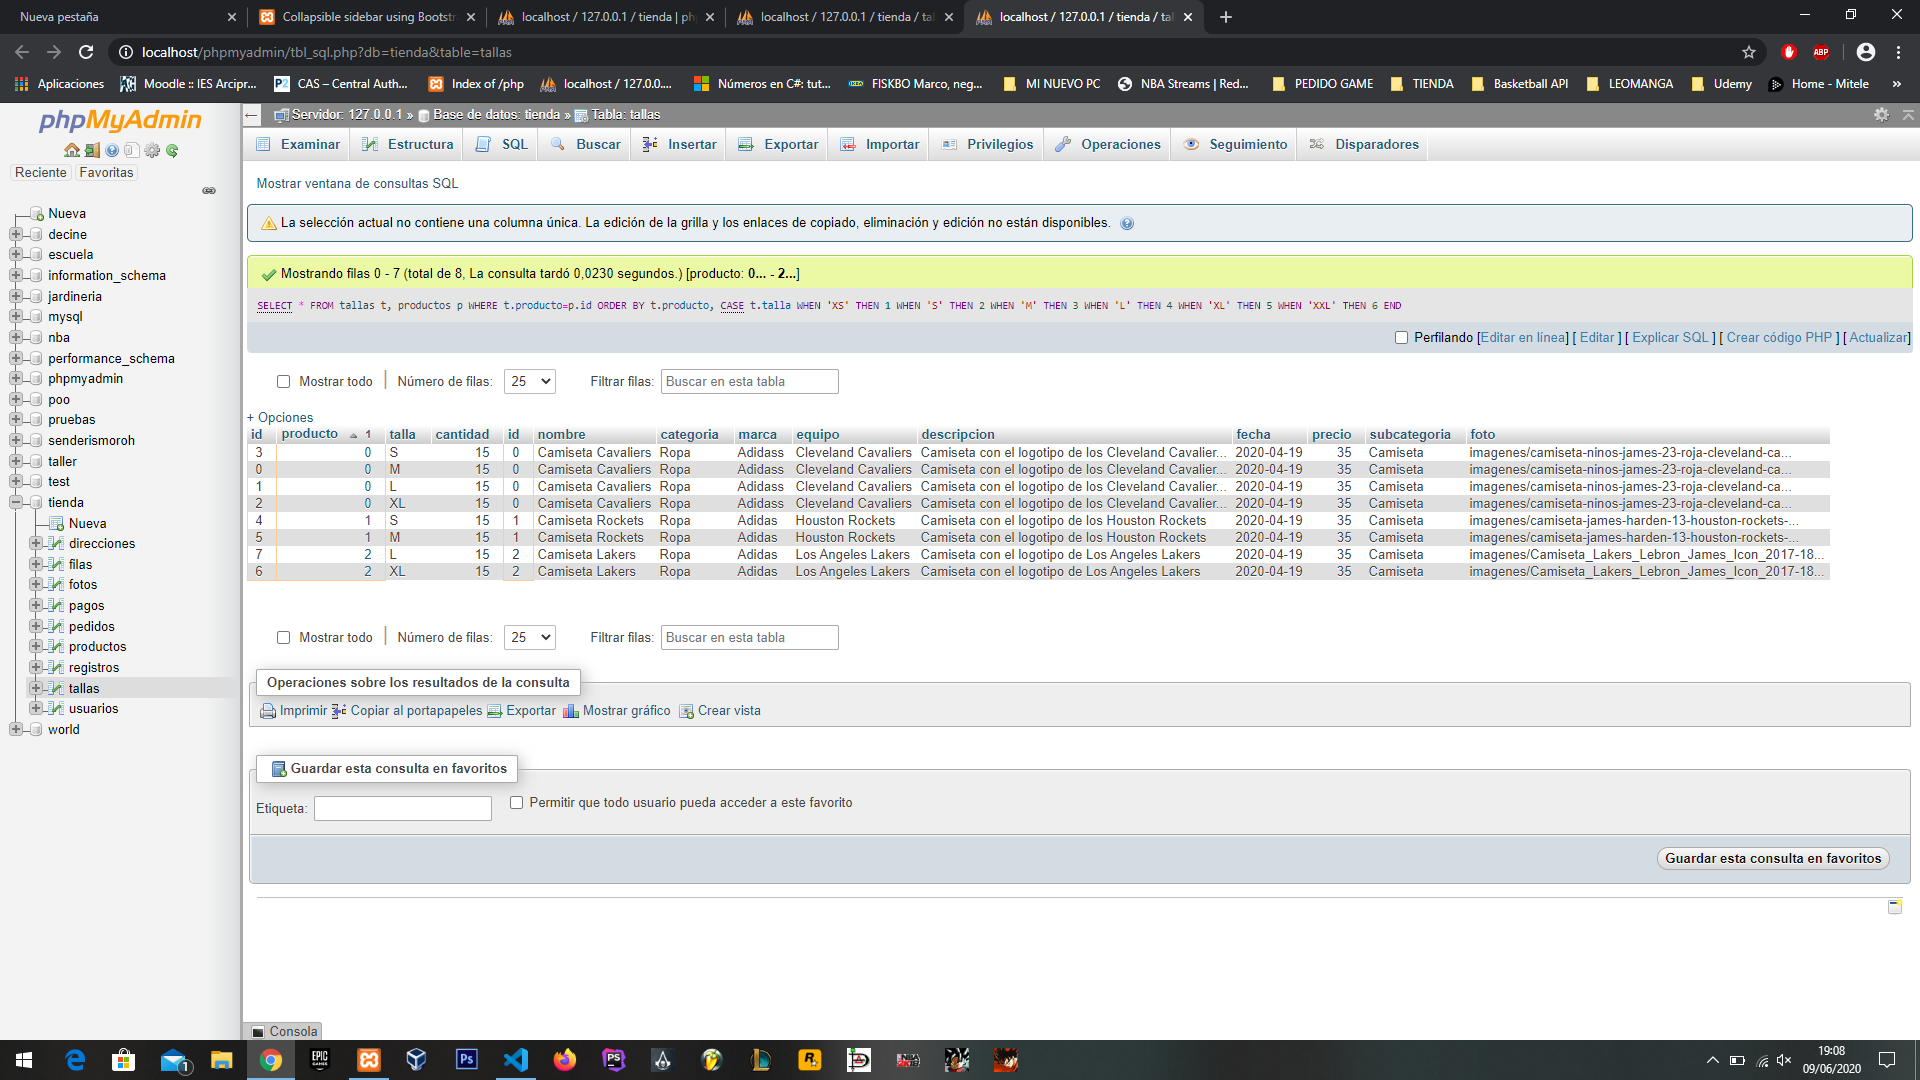 Nueva pestaña
Collapsible sidebar using Bootstr
localhost / 127.0.0.1 / tienda | ph
localhost / 127.0.0.1 / tienda / tal
localhost / 127.0.0.1 / tienda / tal
localhost/phpmyadmin/tbl_sql.php?db=tienda&table=tallas
ABP
Aplicaciones
Moodle :: IES Arcipr...
CAS – Central Auth...
Index of /php
localhost / 127.0.0....
Números en C#: tut...
FISKBO Marco, neg...
MI NUEVO PC
NBA Streams | Red...
PEDIDO GAME
TIENDA
Basketball API
LEOMANGA
Udemy
Home - Mitele
»
phpMyAdmin
Reciente Favoritas
Nueva
decine
escuela
information_schema
jardineria
mysql
nba
performance_schema
phpmyadmin
poo
pruebas
senderismoroh
taller
test
tienda
Nueva
direcciones
filas
fotos
pagos
pedidos
productos
registros
tallas
usuarios
world
Servidor: 127.0.0.1 » Base de datos: tienda » Tabla: tallas
Examinar Estructura SQL Buscar Insertar Exportar Importar Privilegios Operaciones Seguimiento Disparadores
Mostrar ventana de consultas SQL
La selección actual no contiene una columna única. La edición de la grilla y los enlaces de copiado, eliminación y edición no están disponibles.
Mostrando filas 0 - 7 (total de 8, La consulta tardó 0,0230 segundos.) [producto: 0... - 2...]
SELECT * FROM tallas t, productos p WHERE t.producto=p.id ORDER BY t.producto, CASE t.talla WHEN 'XS' THEN 1 WHEN 'S' THEN 2 WHEN 'M' THEN 3 WHEN 'L' THEN 4 WHEN 'XL' THEN 5 WHEN 'XXL' THEN 6 END
Perfilando [Editar en línea] [ Editar ] [ Explicar SQL ] [ Crear código PHP ] [ Actualizar]
Mostrar todo | Número de filas: 25 Filtrar filas: Buscar en esta tabla
+ Opciones
id producto 1 talla cantidad id nombre categoria marca equipo descripcion fecha precio subcategoria foto
3 0 S 15 0 Camiseta Cavaliers Ropa Adidass Cleveland Cavaliers Camiseta con el logotipo de los Cleveland Cavalier... 2020-04-19 35 Camiseta imagenes/camiseta-ninos-james-23-roja-cleveland-ca...
0 0 M 15 0 Camiseta Cavaliers Ropa Adidass Cleveland Cavaliers Camiseta con el logotipo de los Cleveland Cavalier... 2020-04-19 35 Camiseta imagenes/camiseta-ninos-james-23-roja-cleveland-ca...
1 0 L 15 0 Camiseta Cavaliers Ropa Adidass Cleveland Cavaliers Camiseta con el logotipo de los Cleveland Cavalier... 2020-04-19 35 Camiseta imagenes/camiseta-ninos-james-23-roja-cleveland-ca...
2 0 XL 15 0 Camiseta Cavaliers Ropa Adidass Cleveland Cavaliers Camiseta con el logotipo de los Cleveland Cavalier... 2020-04-19 35 Camiseta imagenes/camiseta-ninos-james-23-roja-cleveland-ca...
4 1 S 15 1 Camiseta Rockets Ropa Adidas Houston Rockets Camiseta con el logotipo de los Houston Rockets 2020-04-19 35 Camiseta imagenes/camiseta-james-harden-13-houston-rockets-...
5 1 M 15 1 Camiseta Rockets Ropa Adidas Houston Rockets Camiseta con el logotipo de los Houston Rockets 2020-04-19 35 Camiseta imagenes/camiseta-james-harden-13-houston-rockets-...
7 2 L 15 2 Camiseta Lakers Ropa Adidas Los Angeles Lakers Camiseta con el logotipo de Los Angeles Lakers 2020-04-19 35 Camiseta imagenes/Camiseta_Lakers_Lebron_James_Icon_2017-18...
6 2 XL 15 2 Camiseta Lakers Ropa Adidas Los Angeles Lakers Camiseta con el logotipo de Los Angeles Lakers 2020-04-19 35 Camiseta imagenes/Camiseta_Lakers_Lebron_James_Icon_2017-18...
Mostrar todo | Número de filas: 25 Filtrar filas: Buscar en esta tabla
Operaciones sobre los resultados de la consulta
Imprimir Copiar al portapapeles Exportar Mostrar gráfico Crear vista
Guardar esta consulta en favoritos
Etiqueta: Permitir que todo usuario pueda acceder a este favorito
Guardar esta consulta en favoritos
Consola
1
EPIC GAMES
Ps
PS
19:08
09/06/2020